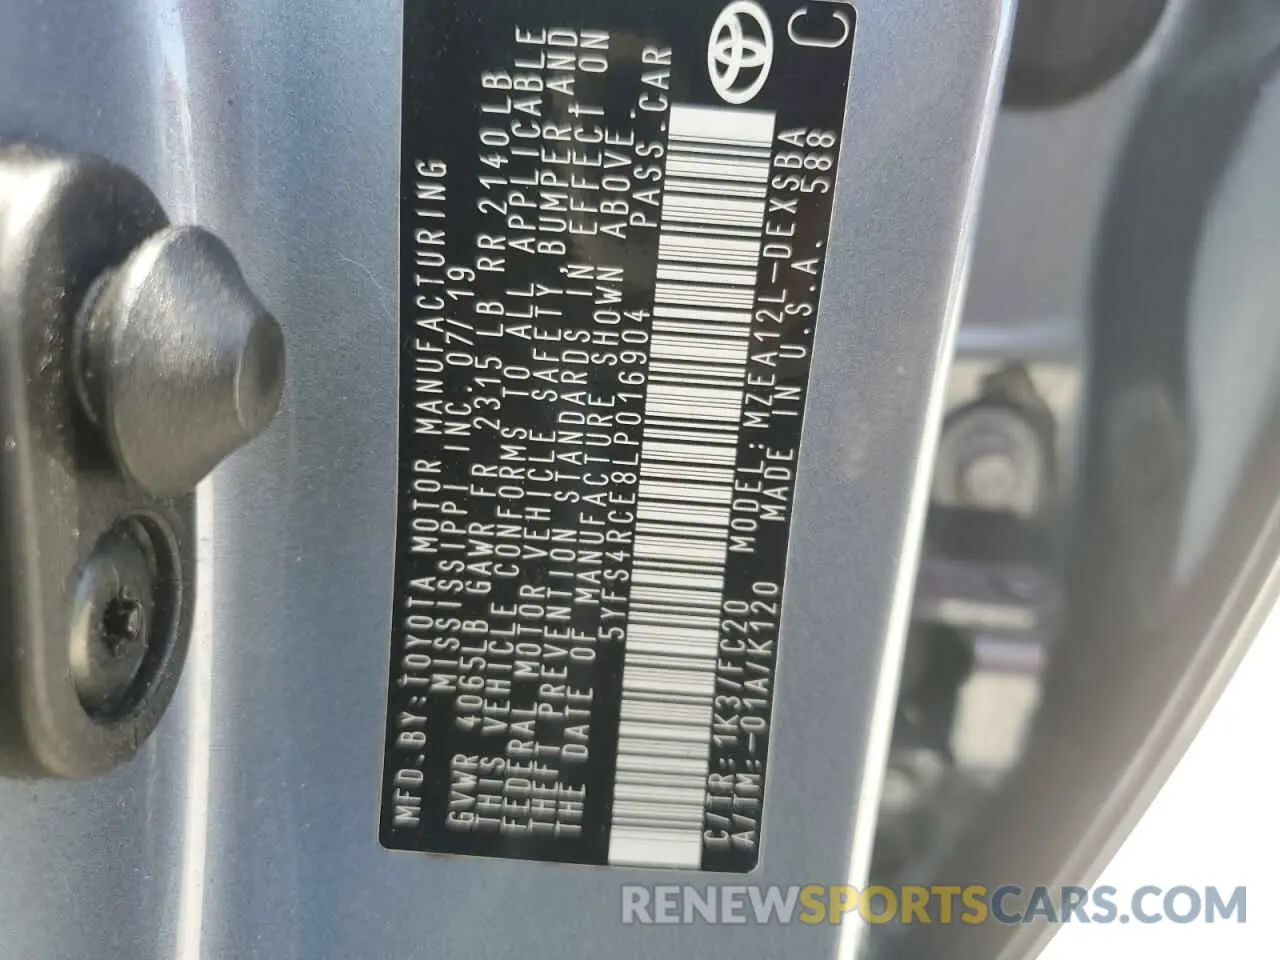 MFD.BY:TOYOTA MOTOR MANUFACTURING
MISSISSIPPI INC. 07/19
GVWR 4065LB GAWR FR 2315 LB RR 2140LB
THIS VEHICLE CONFORMS TO ALL APPLICABLE
FEDERAL MOTOR VEHICLE SAFETY,BUMPER,AND
THEFT PREVENTION STANDARDS IN EFFECT ON
THE DATE OF MANUFACTURE SHOWN ABOVE.
5YFS4RCE8LP016904 PASS.CAR
C/TR:1K3/FC20 MODEL:MZEA12L-DEXSBA
A/TM:-01A/K120 MADE IN U.S.A. 588
C
RENEWSPORTSCARS.COM